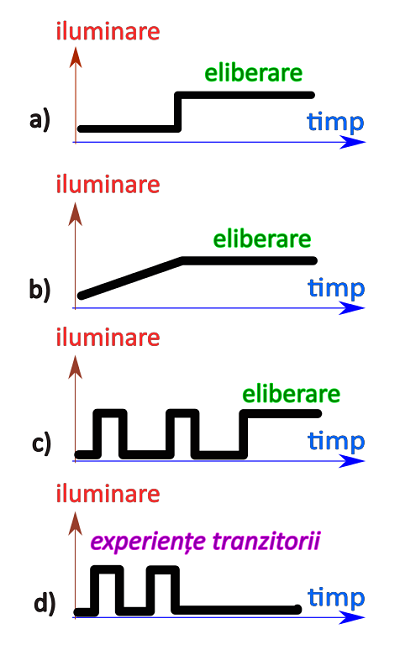 iluminare
eliberare
a)
timp
iluminare
eliberare
b)
timp
iluminare
eliberare
c)
timp
iluminare
experiențe tranzitorii
d)
timp